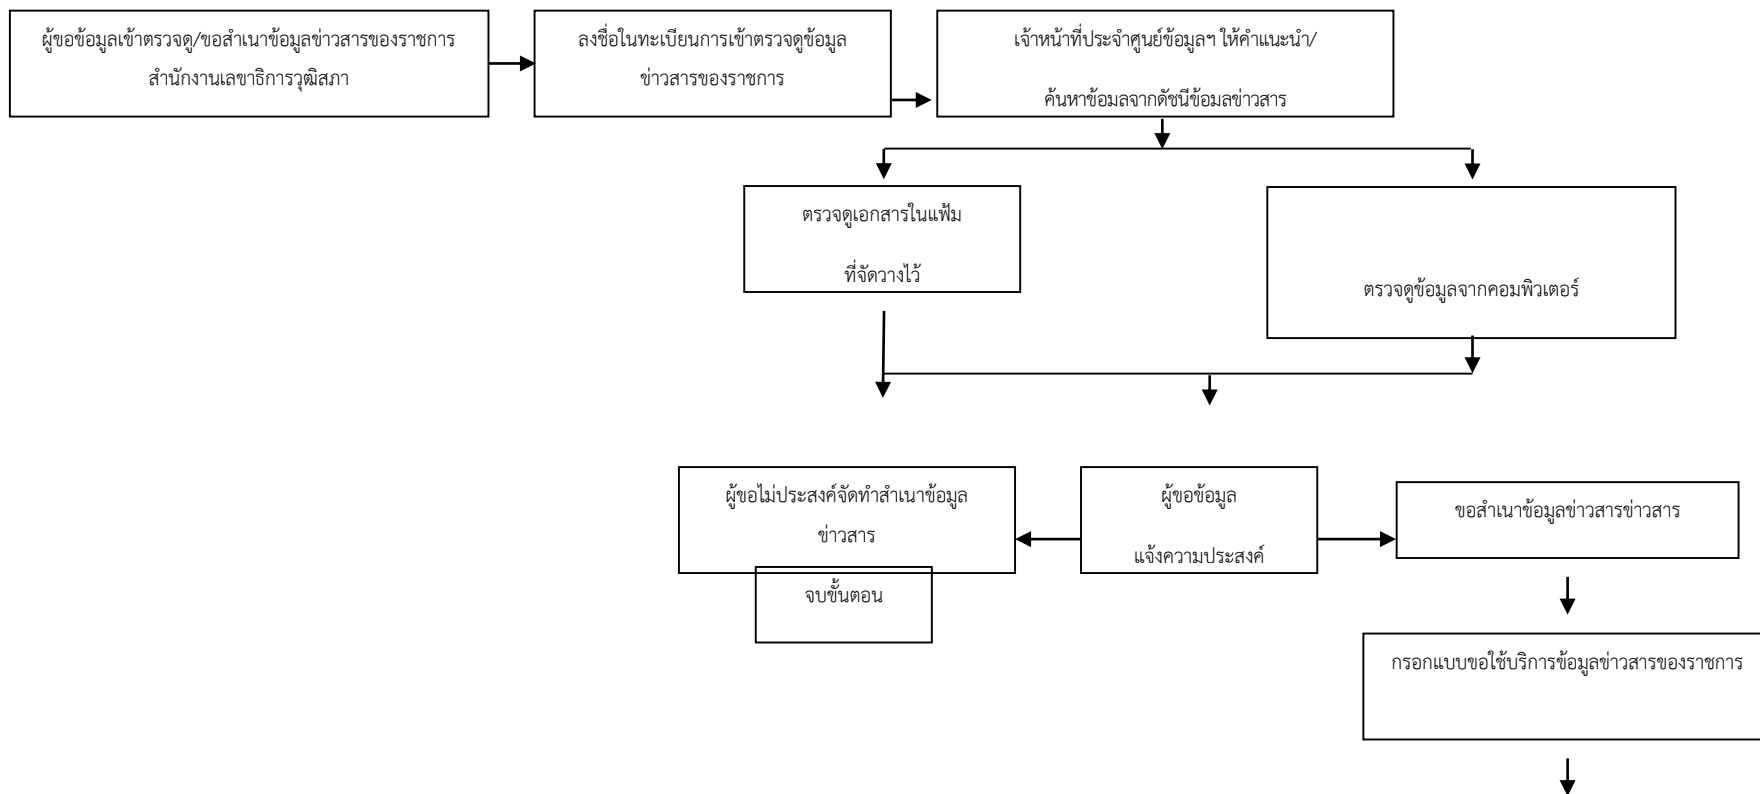 ผู้ขอข้อมูลเข้าตรวจดู/ขอสำเนาข้อมูลข่าวสารของราชการ
สำนักงานเลขาธิการวุฒิสภา
ลงชื่อในทะเบียนการเข้าตรวจดูข้อมูล
ข่าวสารของราชการ
เจ้าหน้าที่ประจำศูนย์ข้อมูลฯ ให้คำแนะนำ/
ค้นหาข้อมูลจากดัชนีข้อมูลข่าวสาร
ตรวจดูเอกสารในแฟ้ม
ที่จัดวางไว้
ตรวจดูข้อมูลจากคอมพิวเตอร์
ผู้ขอไม่ประสงค์จัดทำสำเนาข้อมูล
ข่าวสาร
จบขั้นตอน
ผู้ขอข้อมูล
แจ้งความประสงค์
ขอสำเนาข้อมูลข่าวสารข่าวสาร
กรอกแบบขอใช้บริการข้อมูลข่าวสารของราชการ